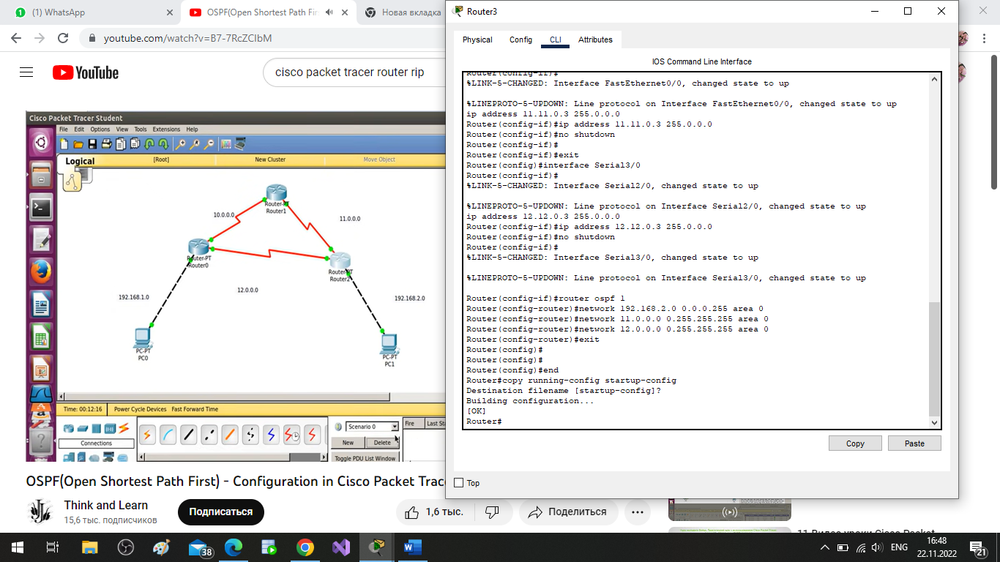 (1) WhatsApp
OSPF(Open Shortest Path Fir
Новая вкладка
youtube.com/watch?v=B7-7RcZCIbM
YouTube
cisco packet tracer router rip
Cisco Packet Tracer Student
File Edit Options View Tools Extensions Help
Logical
[Root]
New Cluster
Move Object
Router-PT
Router1
10.0.0.0
11.0.0.0
Router-PT
Router0
Router-PT
Router2
12.0.0.0
192.168.1.0
192.168.2.0
PC-PT
PC0
PC-PT
PC1
Time: 00:12:16
Power Cycle Devices Fast Forward Time
Connections
Scenario 0
New
Delete
Toggle PDU List Window
Fire
Last Sta
OSPF(Open Shortest Path First) - Configuration in Cisco Packet Trace
Think and Learn
15,6 тыс. подписчиков
Подписаться
1,6 тыс.
Поделиться
Router3
Physical Config CLI Attributes
IOS Command Line Interface
Router(config-if)#
%LINK-5-CHANGED: Interface FastEthernet0/0, changed state to up
%LINEPROTO-5-UPDOWN: Line protocol on Interface FastEthernet0/0, changed state to up
ip address 11.11.0.3 255.0.0.0
Router(config-if)#ip address 11.11.0.3 255.0.0.0
Router(config-if)#no shutdown
Router(config-if)#
Router(config-if)#exit
Router(config)#interface Serial3/0
Router(config-if)#
%LINK-5-CHANGED: Interface Serial2/0, changed state to up
%LINEPROTO-5-UPDOWN: Line protocol on Interface Serial2/0, changed state to up
ip address 12.12.0.3 255.0.0.0
Router(config-if)#ip address 12.12.0.3 255.0.0.0
Router(config-if)#no shutdown
Router(config-if)#
%LINK-5-CHANGED: Interface Serial3/0, changed state to up
%LINEPROTO-5-UPDOWN: Line protocol on Interface Serial3/0, changed state to up
Router(config-if)#router ospf 1
Router(config-router)#network 192.168.2.0 0.0.0.255 area 0
Router(config-router)#network 11.0.0.0 0.255.255.255 area 0
Router(config-router)#network 12.0.0.0 0.255.255.255 area 0
Router(config-router)#exit
Router(config)#
Router(config)#
Router(config)#end
Router#copy running-config startup-config
Destination filename [startup-config]?
Building configuration...
[OK]
Router#
Copy
Paste
Top
38
ENG
16:48
22.11.2022
21